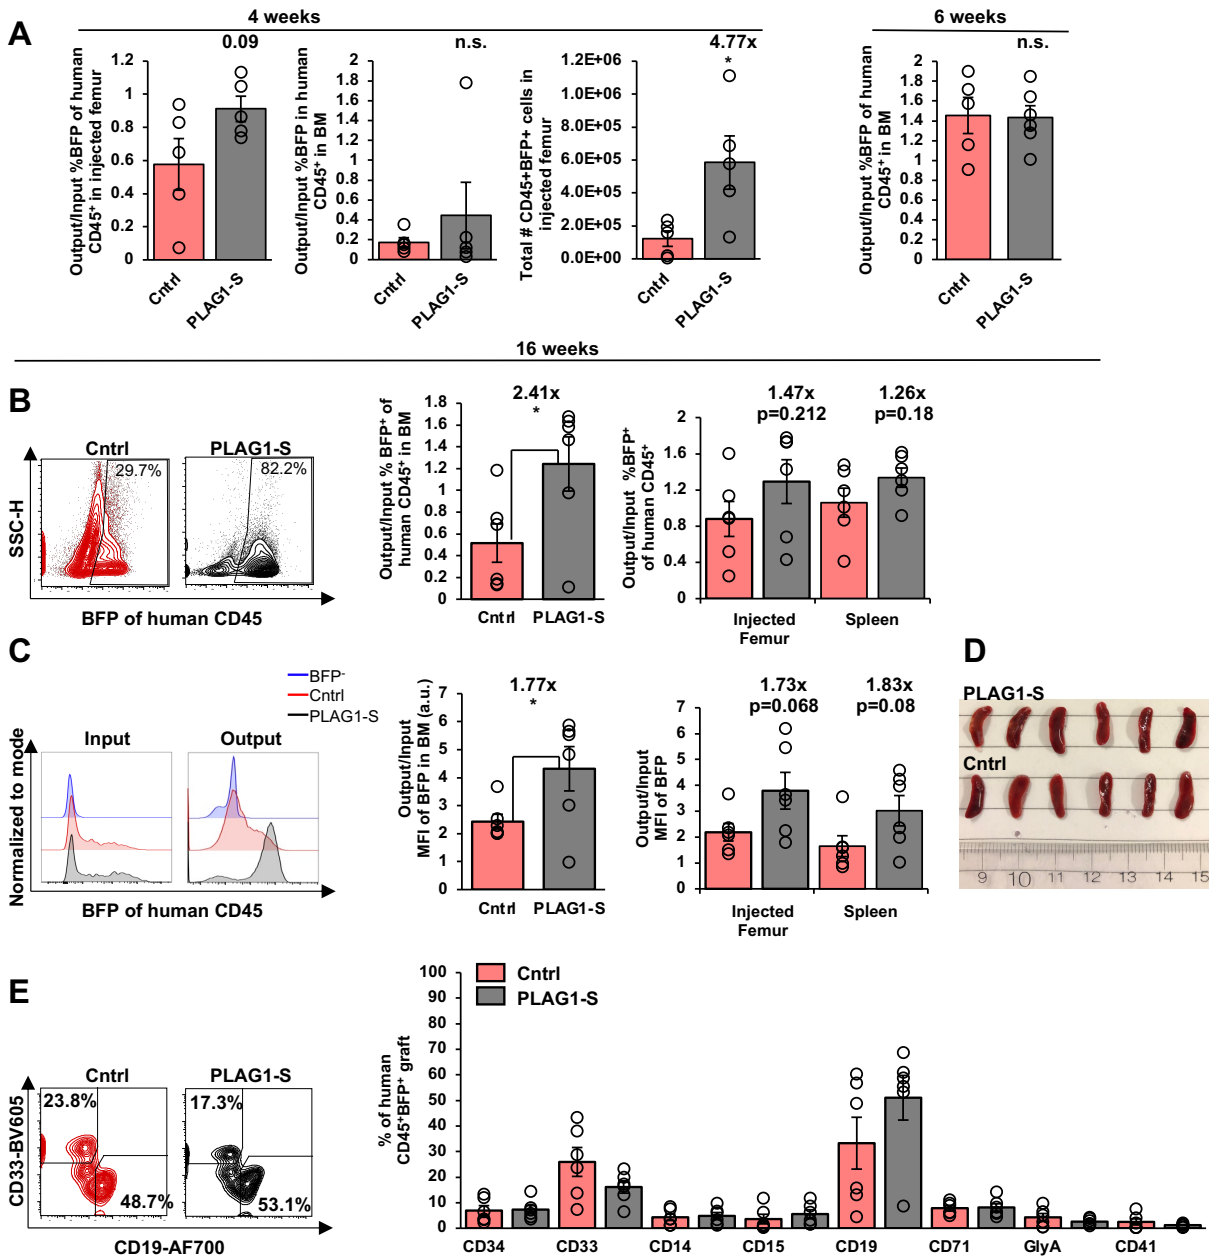 A
4 weeks
6 weeks
0.09
n.s.
4.77x
*
n.s.
Output/Input %BFP of human
CD45⁺ in injected femur
1.2
1
0.8
0.6
0.4
0.2
0
Cntrl
PLAG1-S
Output/Input %BFP in human
CD45⁺ in BM
2
1.8
1.6
1.4
1.2
1
0.8
0.6
0.4
0.2
0
Cntrl
PLAG1-S
Total # CD45+BFP+ cells in
injected femur
1.2E+06
1.0E+06
8.0E+05
6.0E+05
4.0E+05
2.0E+05
0.0E+00
Cntrl
PLAG1-S
Output/Input %BFP of human
CD45⁺ in BM
2
1.8
1.6
1.4
1.2
1
0.8
0.6
0.4
0.2
0
Cntrl
PLAG1-S
16 weeks
B
Cntrl
PLAG1-S
29.7%
82.2%
SSC-H
BFP of human CD45
Output/Input % BFP⁺ of
human CD45⁺ in BM
1.8
1.6
1.4
1.2
1
0.8
0.6
0.4
0.2
0
2.41x
*
Cntrl
PLAG1-S
Output/Input %BFP⁺
of human CD45⁺
2
1.6
1.2
0.8
0.4
0
1.47x
p=0.212
1.26x
p=0.18
Injected
Femur
Spleen
C
BFP⁻
Cntrl
PLAG1-S
Input
Output
Normalized to mode
BFP of human CD45
Output/Input
MFI of BFP in BM (a.u.)
7
6
5
4
3
2
1
0
1.77x
*
Cntrl
PLAG1-S
Output/Input
MFI of BFP
7
6
5
4
3
2
1
0
1.73x
p=0.068
1.83x
p=0.08
Injected
Femur
Spleen
D
PLAG1-S
Cntrl
9 10 11 12 13 14 15
E
Cntrl
PLAG1-S
23.8%
48.7%
17.3%
53.1%
CD33-BV605
CD19-AF700
% of human
CD45⁺BFP⁺ graft
100
90
80
70
60
50
40
30
20
10
0
Cntrl
PLAG1-S
CD34 CD33 CD14 CD15 CD19 CD71 GlyA CD41